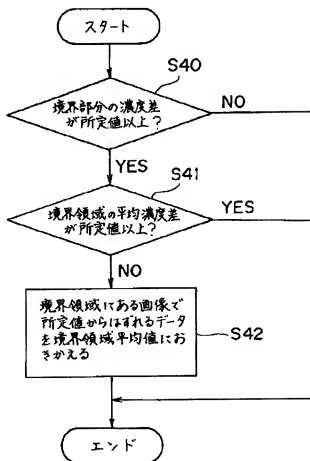 スタート
S40
境界部分の濃度差
が所定値以上?
NO
YES
S41
境界領域の平均濃度差
が所定値以上?
YES
NO
境界領域にある画像で
所定値からはずれるデータ
を境界領域平均値にお
きかえる
S42
エンド